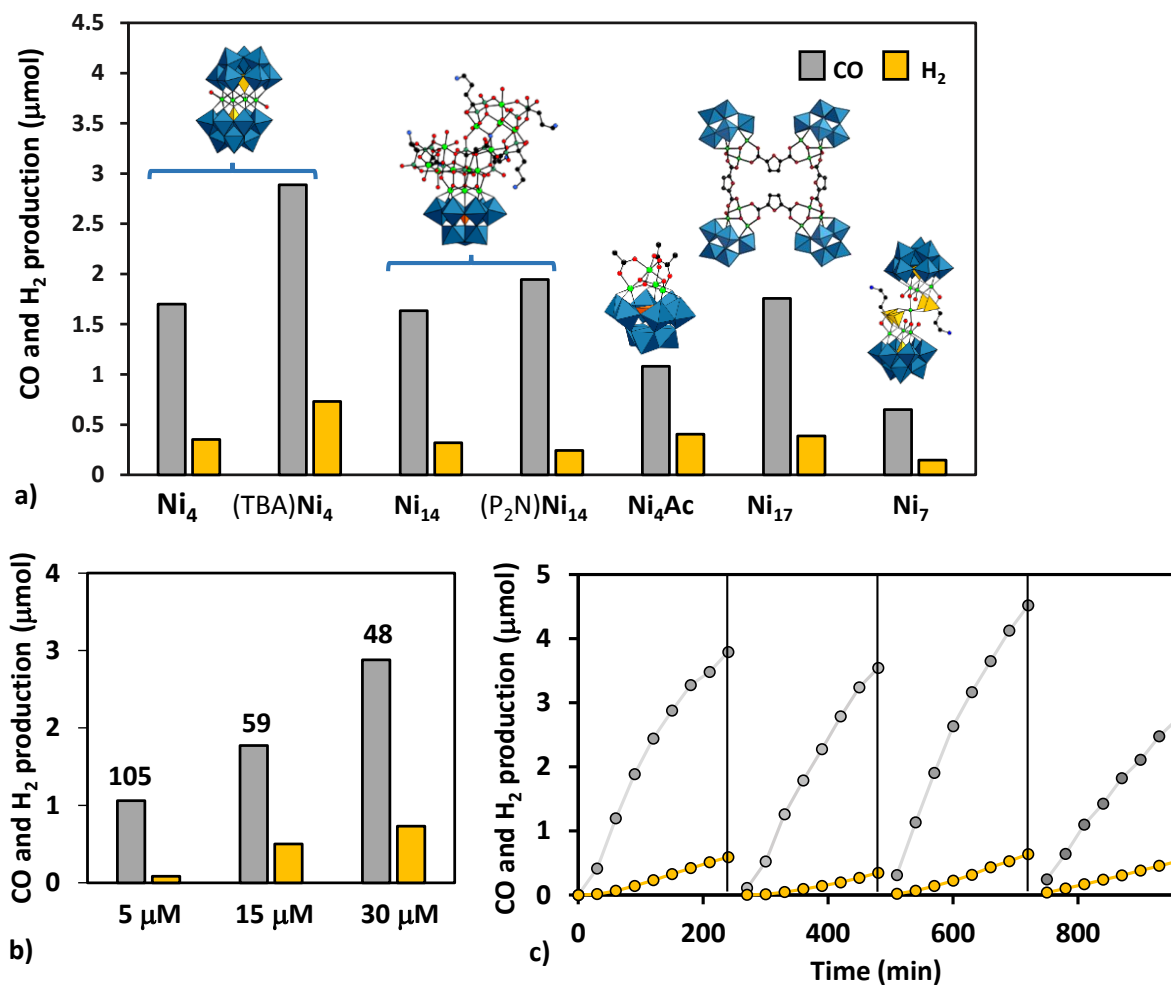 CO and H₂ production (µmol)
4.5
4
3.5
3
2.5
2
1.5
1
0.5
0
CO H₂
Ni₄ (TBA)Ni₄ Ni₁₄ (P₂N)Ni₁₄ Ni₄Ac Ni₁₇ Ni₇
a)
CO and H₂ production (µmol)
4
3
2
1
0
105
59
48
5 µM 15 µM 30 µM
b)
CO and H₂ production (µmol)
5
4
3
2
1
0
0 200 400 600 800
Time (min)
c)